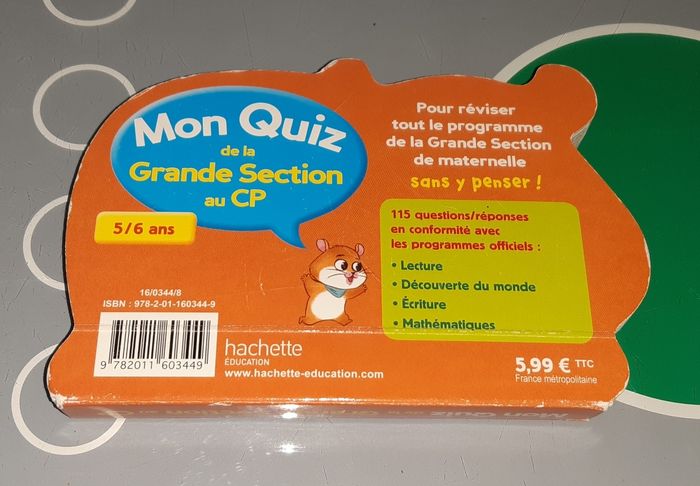 Mon Quiz
de la
Grande Section
au CP
5/6 ans
Pour réviser
tout le programme
de la Grande Section
de maternelle
sans y penser !
115 questions/réponses
en conformité avec
les programmes officiels :
• Lecture
• Découverte du monde
• Écriture
• Mathématiques
16/0344/8
ISBN : 978-2-01-160344-9
9 782011 603449
hachette
ÉDUCATION
www.hachette-education.com
5,99 € TTC
France métropolitaine
Mon Quiz